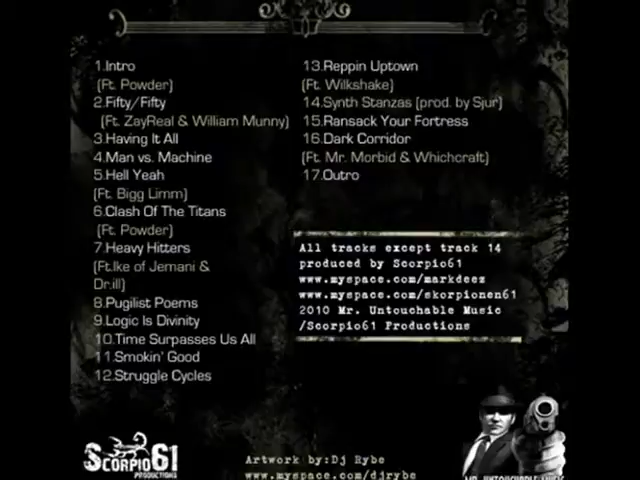 1.Intro
(Ft. Powder)
2.Fifty/Fifty
(Ft. ZayReal & William Munny)
3.Having It All
4.Man vs. Machine
5.Hell Yeah
(Ft. Bigg Limm)
6.Clash Of The Titans
(Ft. Powder)
7.Heavy Hitters
(Ft.Ike of Jemani &
Dr.ill)
8.Pugilist Poems
9.Logic Is Divinity
10.Time Surpasses Us All
11.Smokin' Good
12.Struggle Cycles
13.Reppin Uptown
(Ft. Wilkshake)
14.Synth Stanzas (prod. by Sjur)
15.Ransack Your Fortress
16.Dark Corridor
(Ft. Mr. Morbid & Whichcraft)
17.Outro
All tracks except track 14
produced by Scorpio61
www.myspace.com/markdeez
www.myspace.com/skorpionen61
2010 Mr. Untouchable Music
/Scorpio61 Productions
SCORPIO61
PRODUCTIONS
Artwork by:Dj Rybe
www.myspace.com/djrybe
MR. UNTOUCHABLE MUSIC